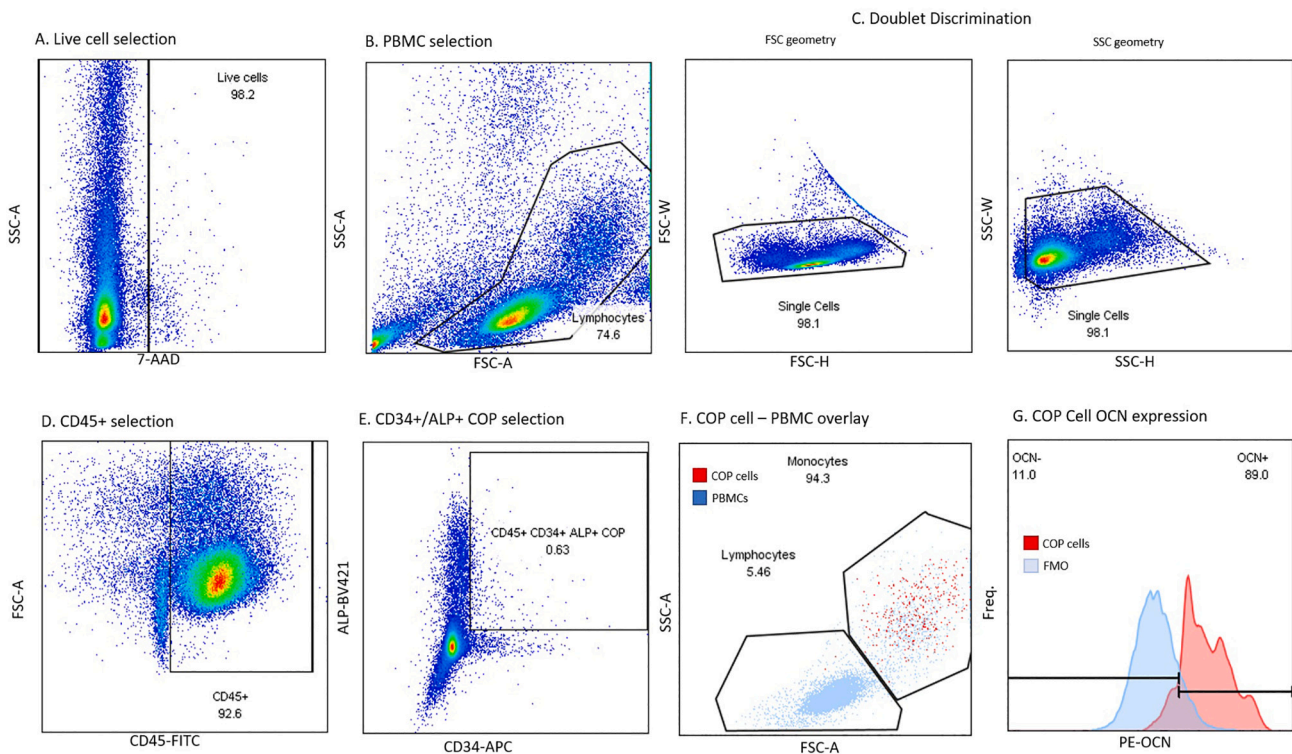 C. Doublet Discrimination
A. Live cell selection
B. PBMC selection
FSC geometry
SSC geometry
Live cells
98.2
SSC-A
7-AAD
SSC-A
Lymphocytes
74.6
FSC-A
FSC-W
Single Cells
98.1
FSC-H
SSC-W
Single Cells
98.1
SSC-H
D. CD45+ selection
E. CD34+/ALP+ COP selection
F. COP cell – PBMC overlay
G. COP Cell OCN expression
FSC-A
CD45+
92.6
CD45-FITC
ALP-BV421
CD45+ CD34+ ALP+ COP
0.63
CD34-APC
Monocytes
94.3
COP cells
PBMCs
Lymphocytes
5.46
SSC-A
FSC-A
OCN-
11.0
OCN+
89.0
COP cells
FMO
Freq.
PE-OCN